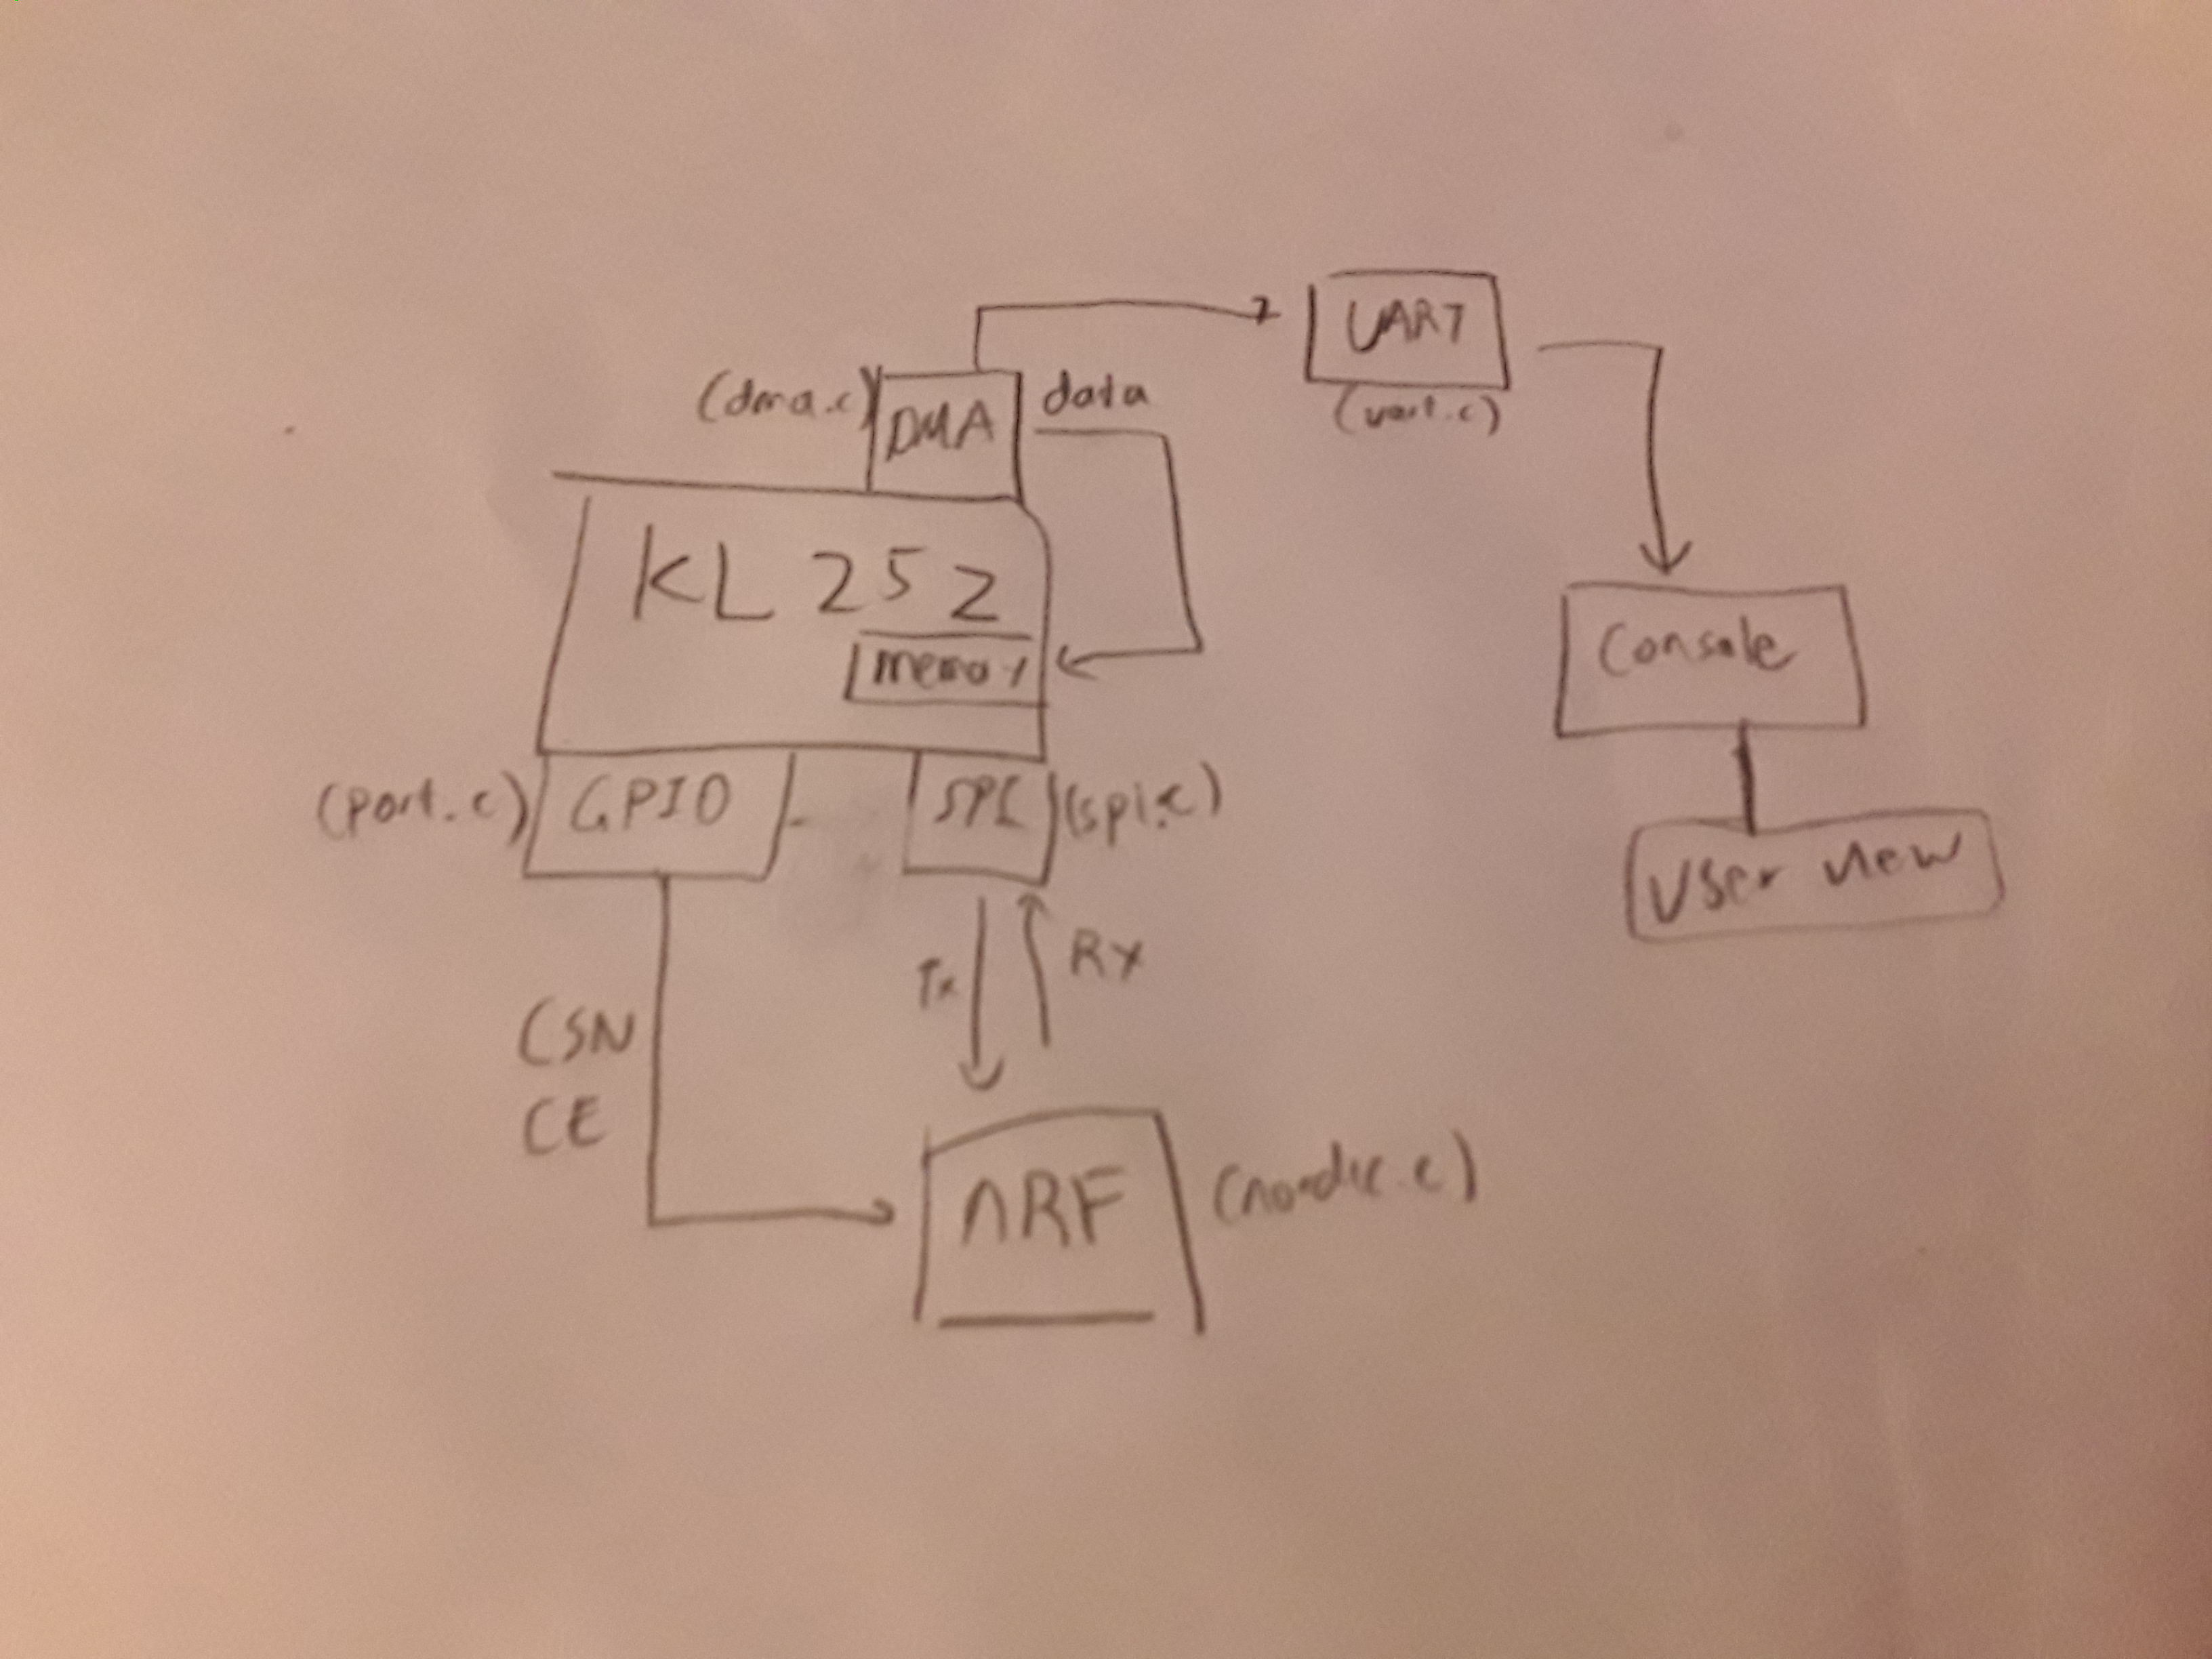 UART
(uart.c)
(dma.c)
DMA
data
KL25Z
memory
Console
User view
(port.c)
GPIO
SPI
(spi.c)
Tx
Rx
CSN
CE
nRF
(nordic.c)